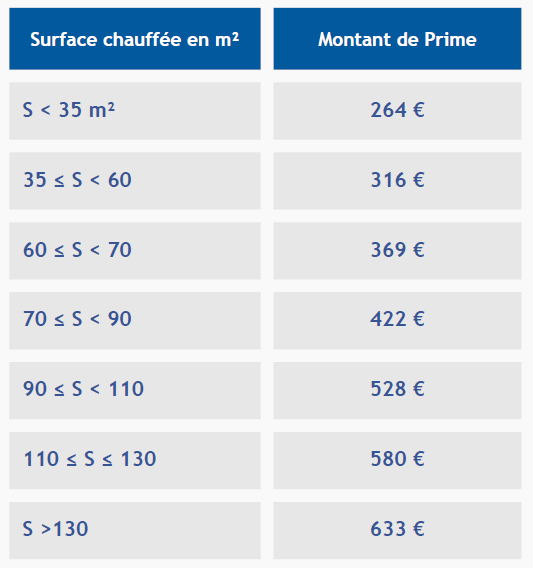 Surface chauffée en m² Montant de Prime
S < 35 m² 264 €
35 ≤ S < 60 316 €
60 ≤ S < 70 369 €
70 ≤ S < 90 422 €
90 ≤ S < 110 528 €
110 ≤ S ≤ 130 580 €
S >130 633 €